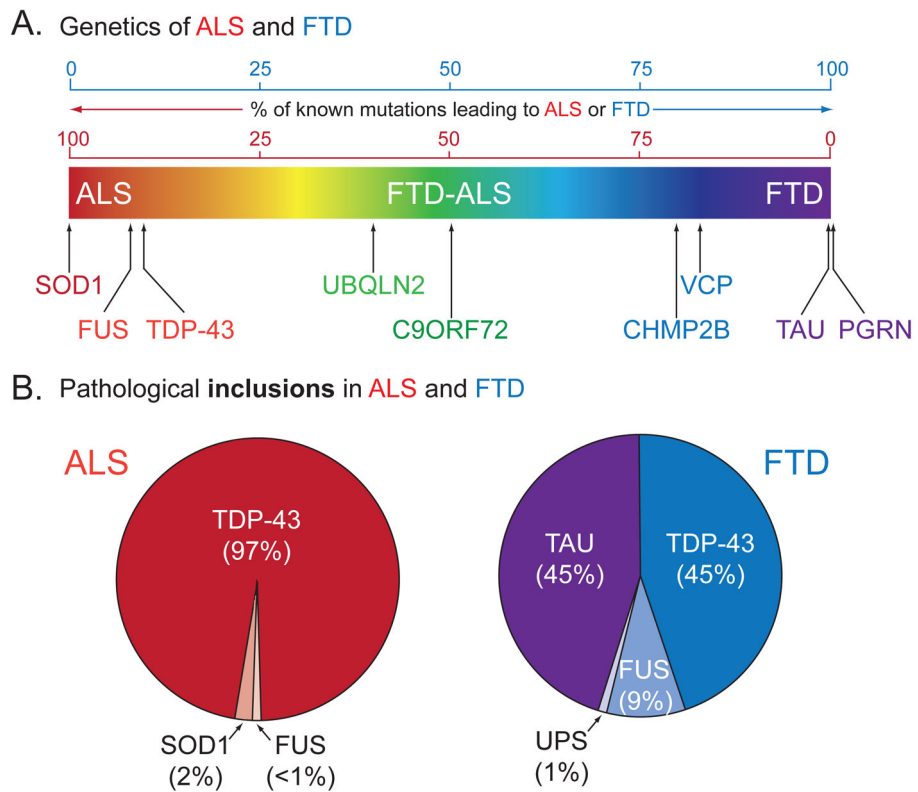 A. Genetics of ALS and FTD
0 25 50 75 100
% of known mutations leading to ALS or FTD
100 25 50 75 0
ALS FTD-ALS FTD
SOD1 UBQLN2 VCP
FUS TDP-43 C9ORF72 CHMP2B TAU PGRN
B. Pathological inclusions in ALS and FTD
ALS
TDP-43
(97%)
SOD1
(2%)
FUS
(<1%)
FTD
TAU
(45%)
TDP-43
(45%)
FUS
(9%)
UPS
(1%)